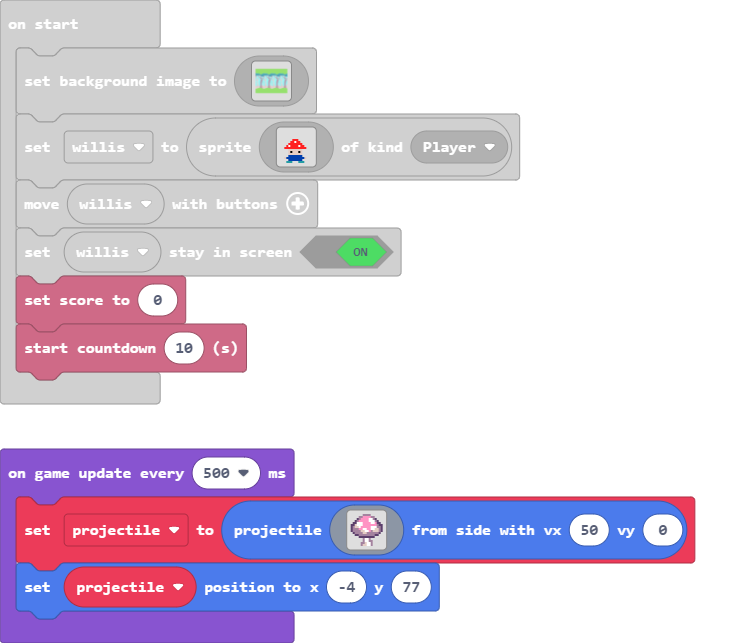 on start
set background image to
set willis to sprite of kind Player
move willis with buttons
set willis stay in screen ON
set score to 0
start countdown 10 (s)
on game update every 500 ms
set projectile to projectile from side with vx 50 vy 0
set projectile position to x -4 y 77